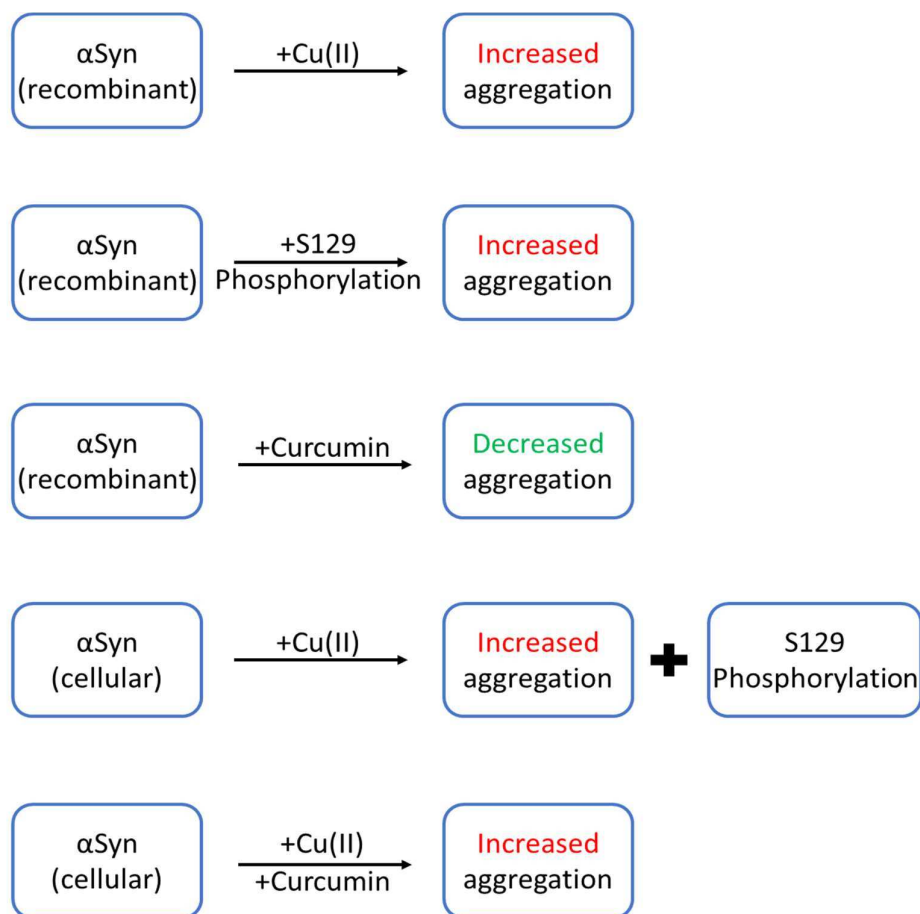 αSyn
(recombinant)
+Cu(II)
Increased
aggregation
αSyn
(recombinant)
+S129
Phosphorylation
Increased
aggregation
αSyn
(recombinant)
+Curcumin
Decreased
aggregation
αSyn
(cellular)
+Cu(II)
Increased
aggregation
S129
Phosphorylation
αSyn
(cellular)
+Cu(II)
+Curcumin
Increased
aggregation